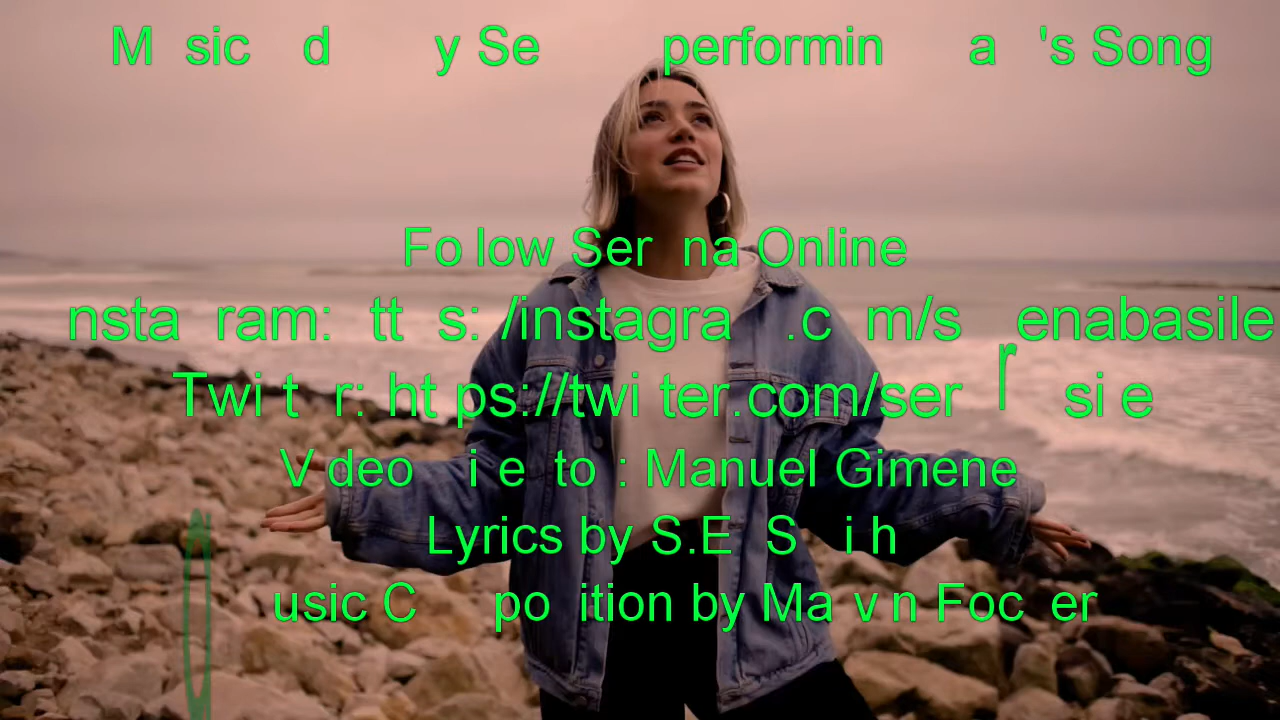 M sic d y Se performin a 's Song
Fo low Ser na Online
nsta ram: tt s: /instagra .c m/s enabasile
Twi t r: ht ps://twi ter.com/ser r si e
V deo i e to : Manuel Gimene
Lyrics by S.E S i h
usic C po ition by Ma v n Foc er